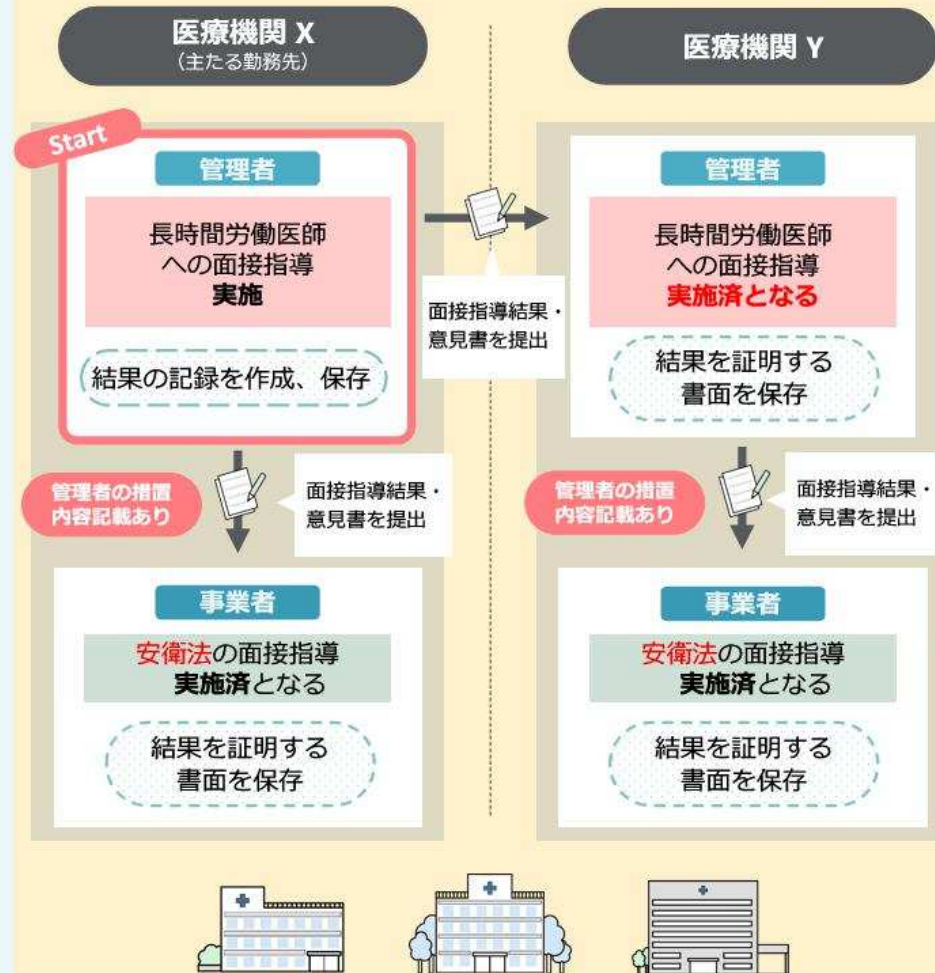 医療機関 X
（主たる勤務先）
医療機関 Y
Start
管理者
長時間労働医師
への面接指導
実施
結果の記録を作成、保存
面接指導結果・
意見書を提出
管理者
長時間労働医師
への面接指導
実施済となる
結果を証明する
書面を保存
管理者の措置
内容記載あり
面接指導結果・
意見書を提出
管理者の措置
内容記載あり
面接指導結果・
意見書を提出
事業者
安衛法の面接指導
実施済となる
結果を証明する
書面を保存
事業者
安衛法の面接指導
実施済となる
結果を証明する
書面を保存